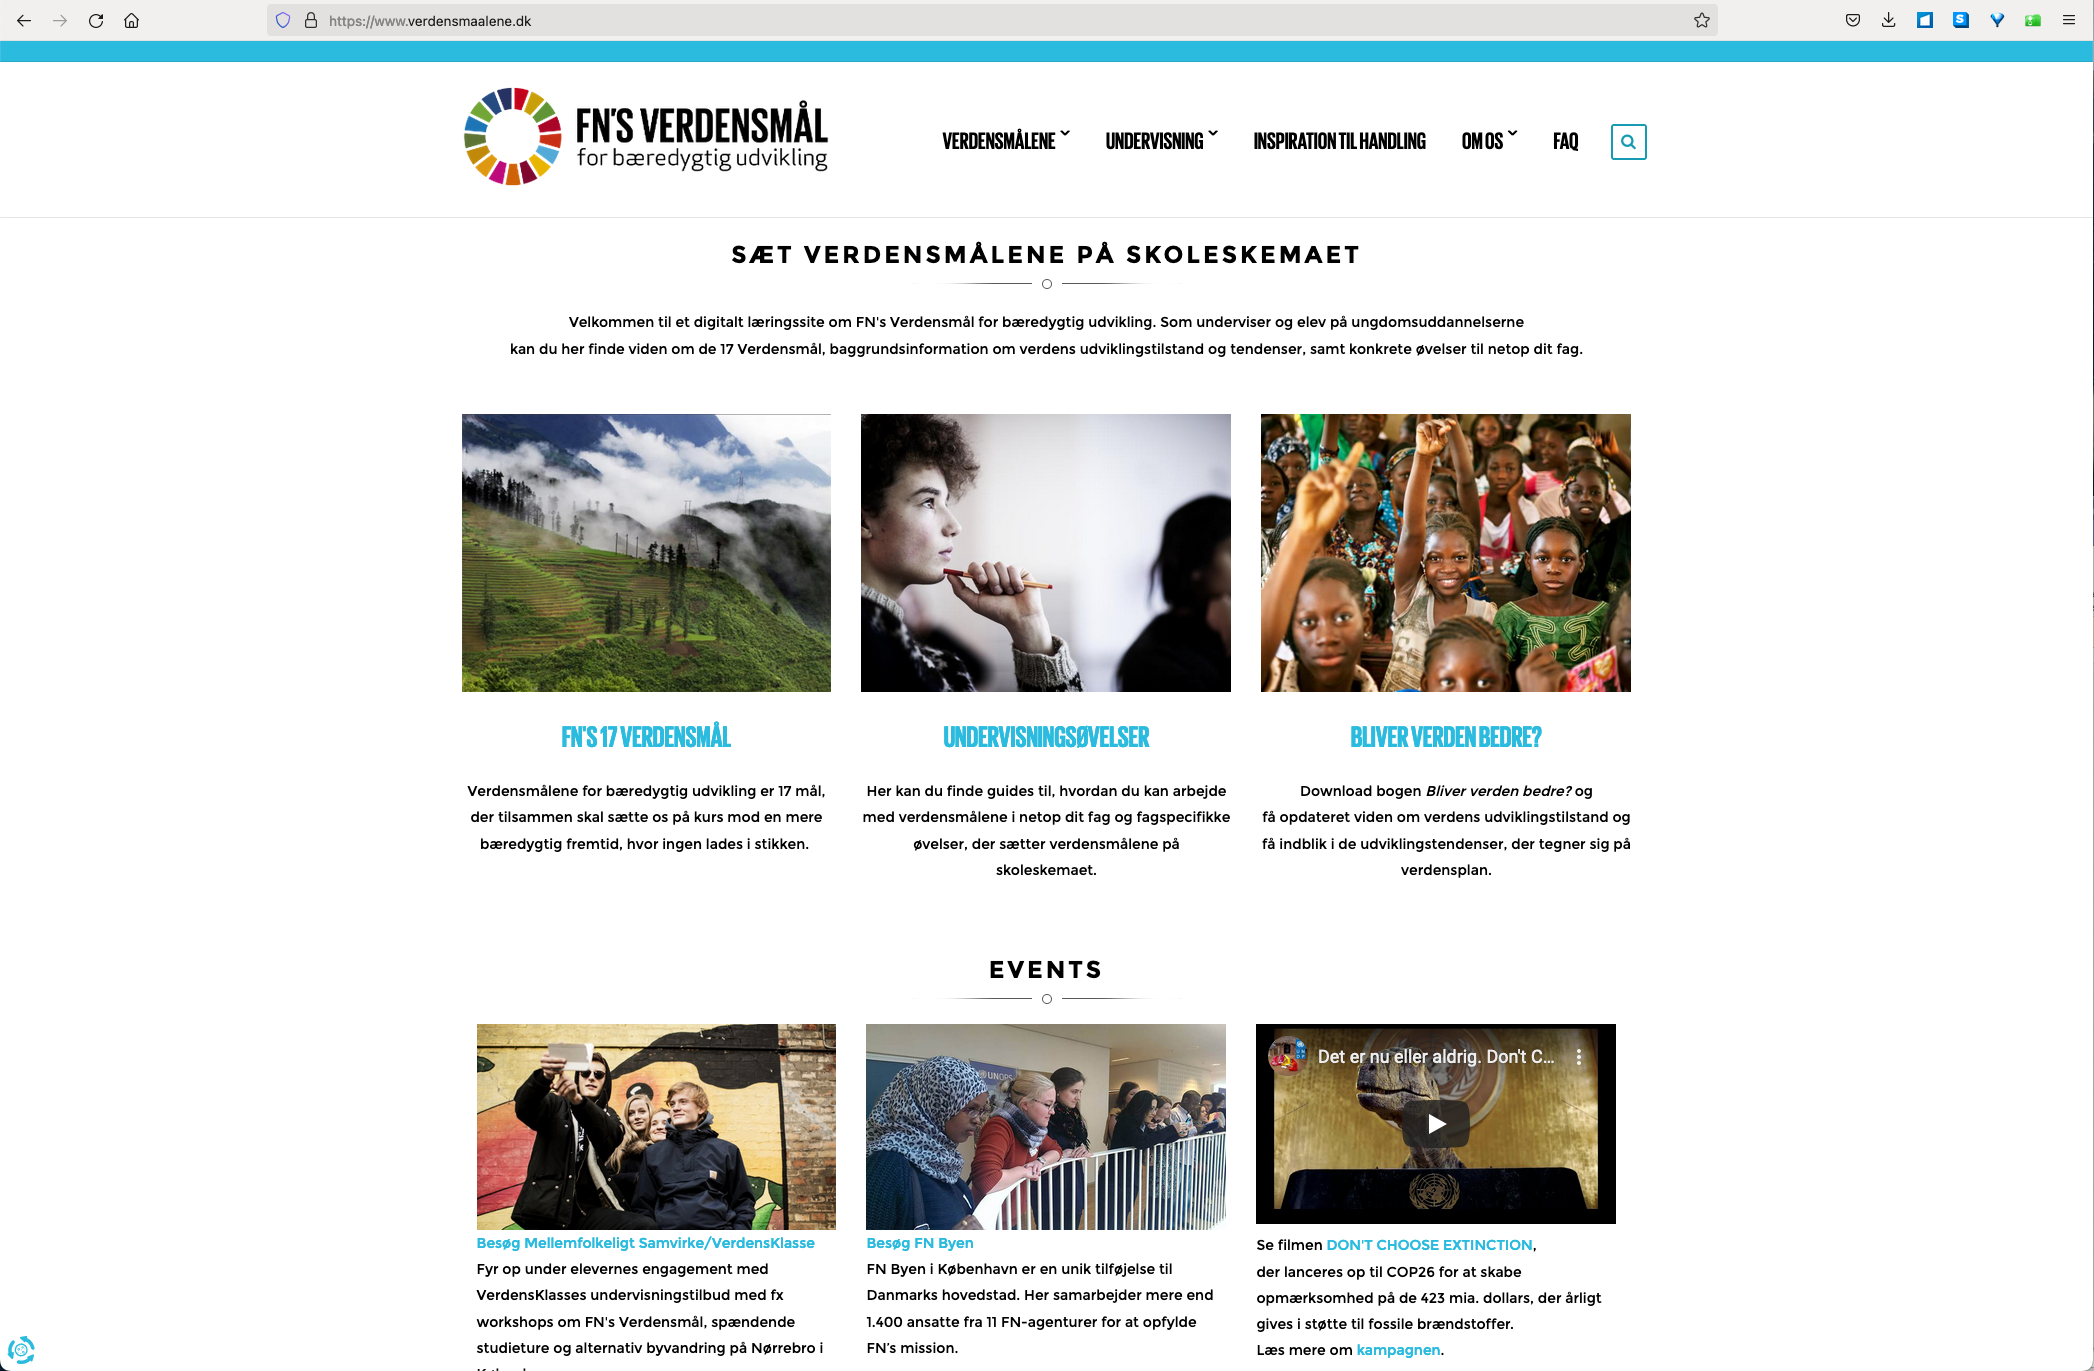 https://www.verdensmaalene.dk
FN'S VERDENSMÅL
for bæredygtig udvikling
VERDENSMÅLENE
UNDERVISNING
INSPIRATION TIL HANDLING
OM OS
FAQ
SÆT VERDENSMÅLENE PÅ SKOLESKEMAET
Velkommen til et digitalt læringssite om FN's Verdensmål for bæredygtig udvikling. Som underviser og elev på ungdomsuddannelserne
kan du her finde viden om de 17 Verdensmål, baggrundsinformation om verdens udviklingstilstand og tendenser, samt konkrete øvelser til netop dit fag.
FN'S 17 VERDENSMÅL
Verdensmålene for bæredygtig udvikling er 17 mål,
der tilsammen skal sætte os på kurs mod en mere
bæredygtig fremtid, hvor ingen lades i stikken.
UNDERVISNINGSØVELSER
Her kan du finde guides til, hvordan du kan arbejde
med verdensmålene i netop dit fag og fagspecifikke
øvelser, der sætter verdensmålene på
skoleskemaet.
BLIVER VERDEN BEDRE?
Download bogen Bliver verden bedre? og
få opdateret viden om verdens udviklingstilstand og
få indblik i de udviklingstendenser, der tegner sig på
verdensplan.
EVENTS
Besøg Mellemfolkeligt Samvirke/VerdensKlasse
Fyr op under elevernes engagement med
VerdensKlasses undervisningstilbud med fx
workshops om FN's Verdensmål, spændende
studieture og alternativ byvandring på Nørrebro i
UNOPS
Besøg FN Byen
FN Byen i København er en unik tilføjelse til
Danmarks hovedstad. Her samarbejder mere end
1.400 ansatte fra 11 FN-agenturer for at opfylde
FN's mission.
Det er nu eller aldrig. Don't C...
Se filmen DON'T CHOOSE EXTINCTION,
der lanceres op til COP26 for at skabe
opmærksomhed på de 423 mia. dollars, der årligt
gives i støtte til fossile brændstoffer.
Læs mere om kampagnen.